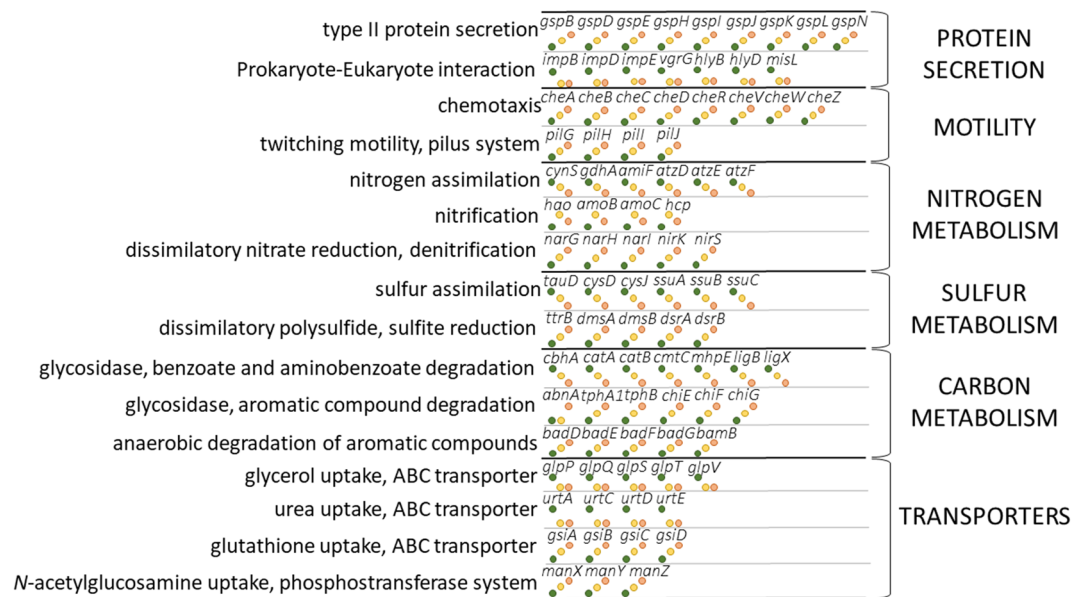 type II protein secretion gspB gspD gspE gspH gspI gspJ gspK gspL gspN
Prokaryote-Eukaryote interaction impB impD impE vgrG hlyB hlyD misL
PROTEIN
SECRETION
chemotaxis cheA cheB cheC cheD cheR cheV cheW cheZ
twitching motility, pilus system pilG pilH pilI pilJ
MOTILITY
nitrogen assimilation cynS gdhA amiF atzD atzE atzF
nitrification hao amoB amoC hcp
dissimilatory nitrate reduction, denitrification narG narH narI nirK nirS
NITROGEN
METABOLISM
sulfur assimilation tauD cysD cysJ ssuA ssuB ssuC
dissimilatory polysulfide, sulfite reduction ttrB dmsA dmsB dsrA dsrB
SULFUR
METABOLISM
glycosidase, benzoate and aminobenzoate degradation cbhA catA catB cmtC mhpE ligB ligX
glycosidase, aromatic compound degradation abnA tphA1 tphB chiE chiF chiG
anaerobic degradation of aromatic compounds badD badE badF badG bamB
CARBON
METABOLISM
glycerol uptake, ABC transporter glpP glpQ glpS glpT glpV
urea uptake, ABC transporter urtA urtC urtD urtE
glutathione uptake, ABC transporter gsiA gsiB gsiC gsiD
N-acetylglucosamine uptake, phosphostransferase system manX manY manZ
TRANSPORTERS